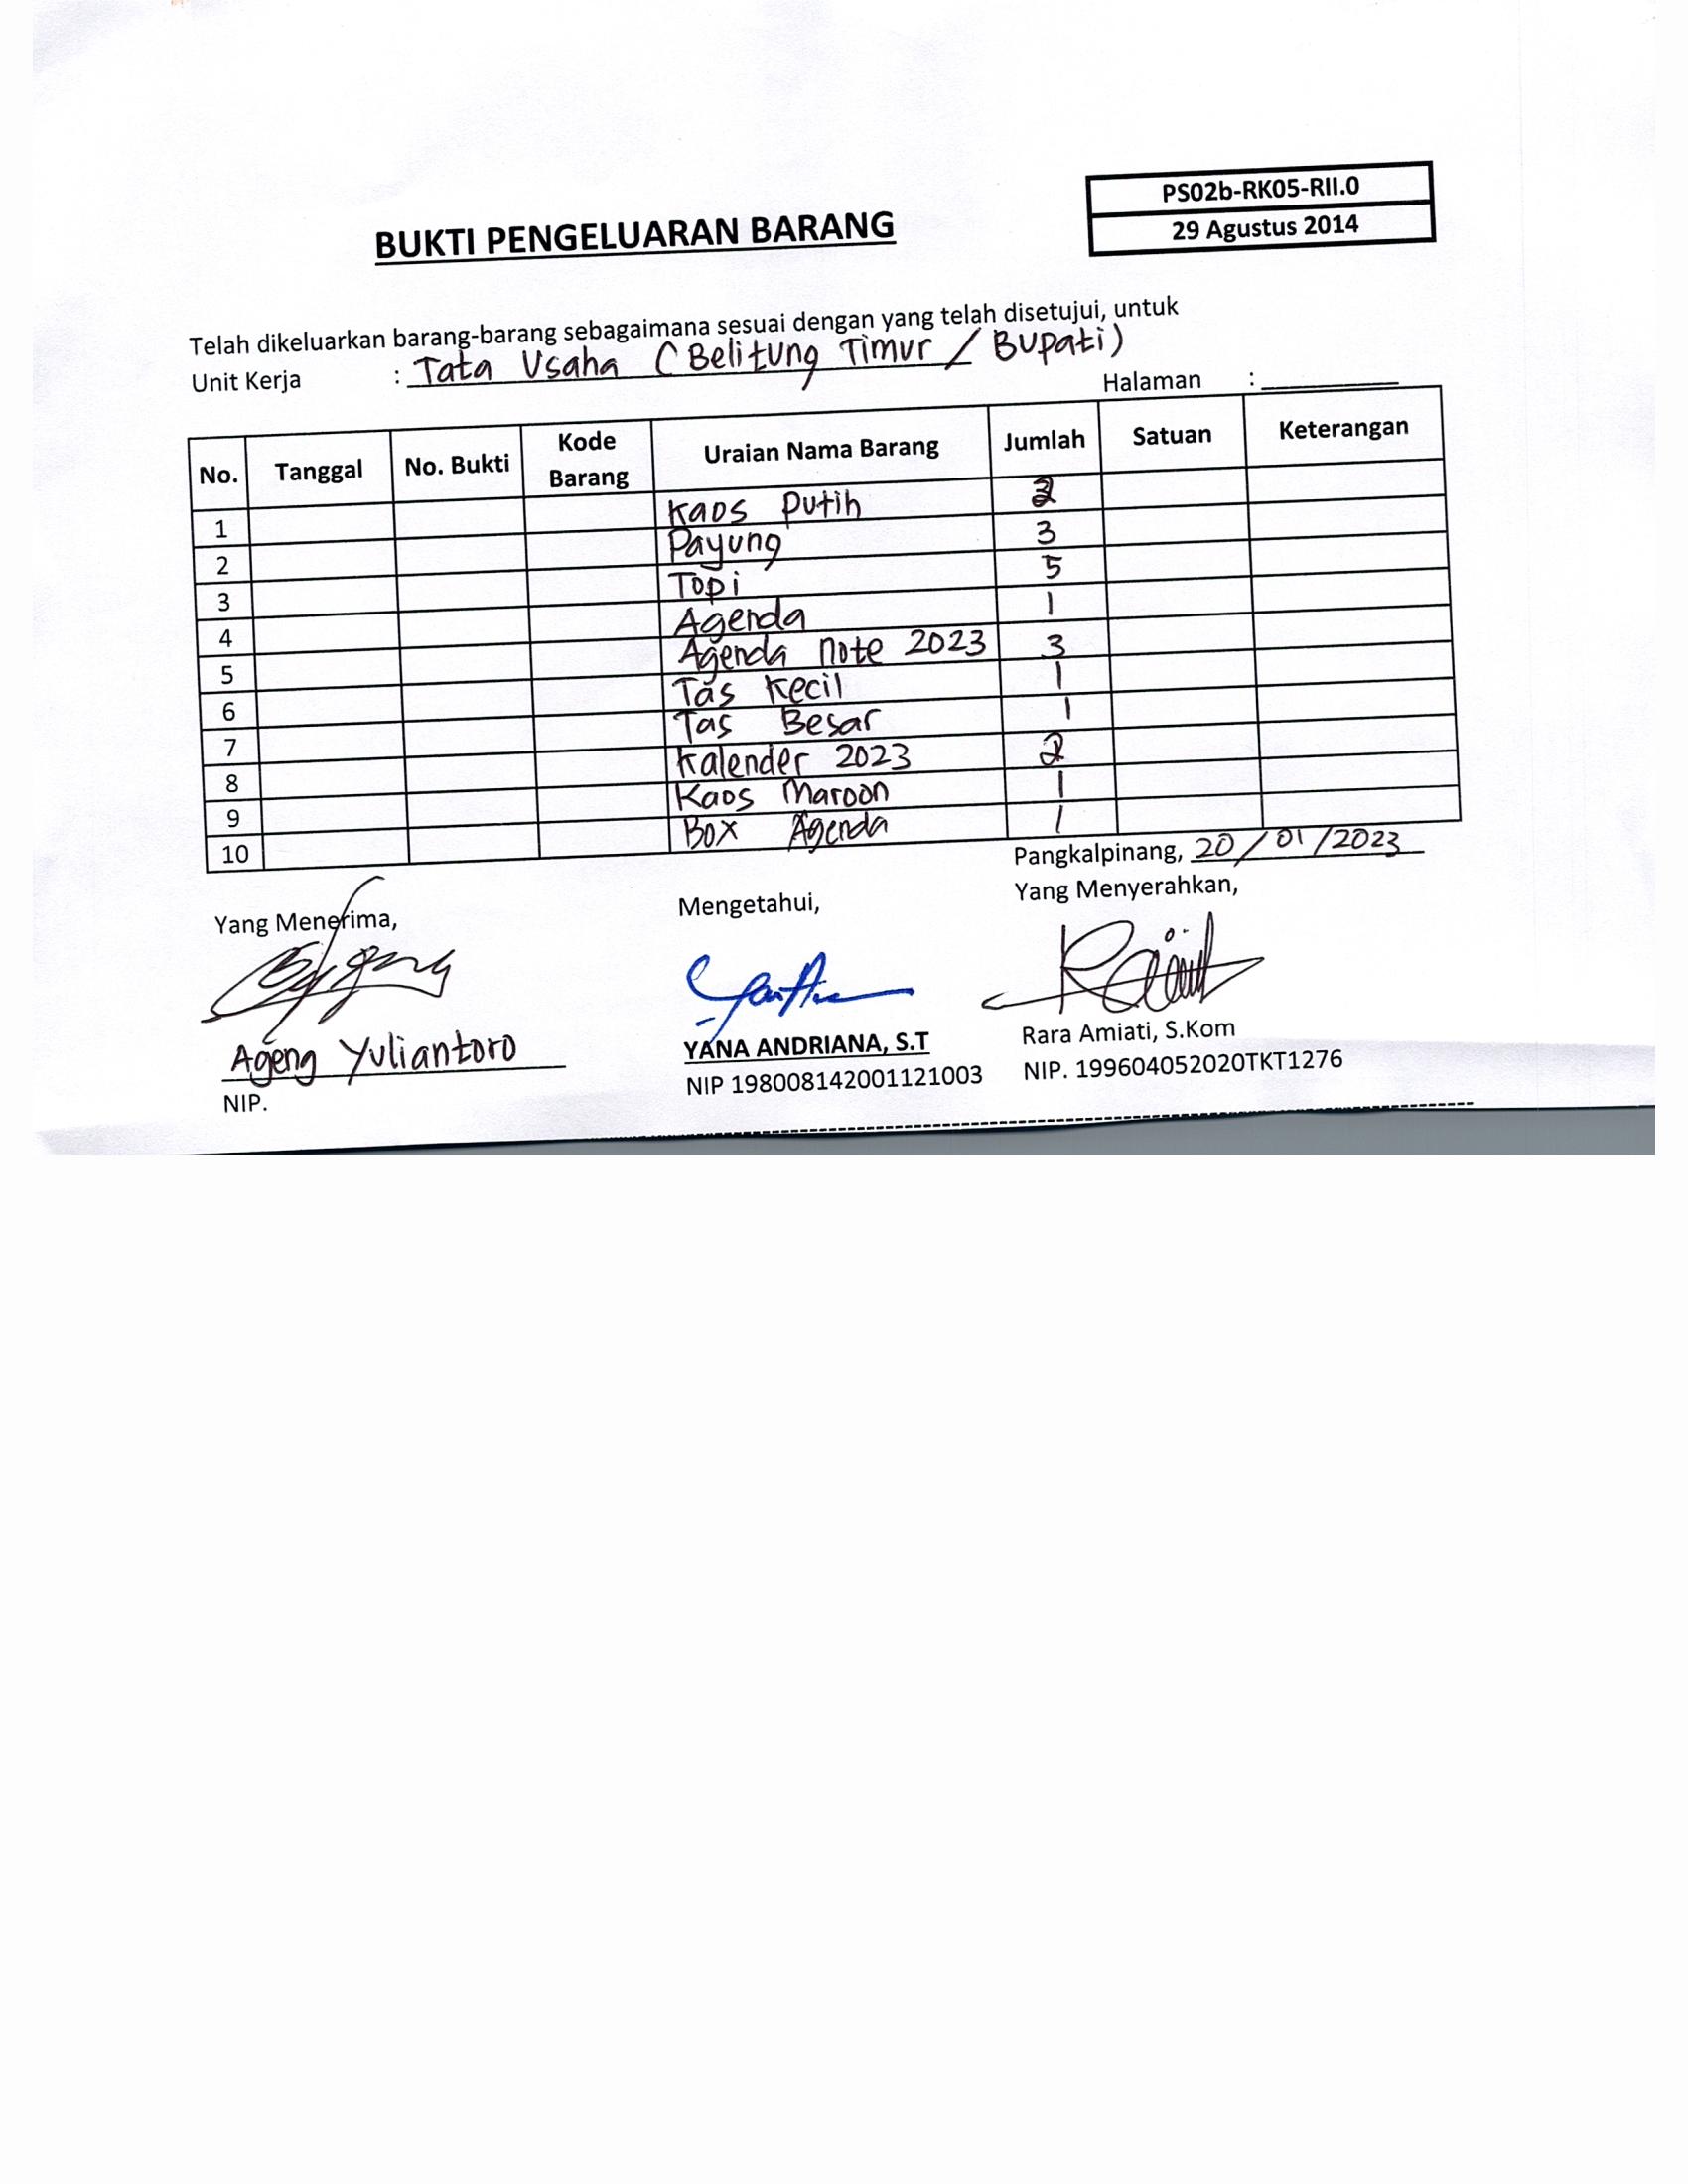 PS02b-RK05-RII.0
29 Agustus 2014
BUKTI PENGELUARAN BARANG
Telah dikeluarkan barang-barang sebagaimana sesuai dengan yang telah disetujui, untuk
Unit Kerja : Tata Usaha (Belitung Timur / Bupati)
Halaman :
No. Tanggal No. Bukti Kode Barang Uraian Nama Barang Jumlah Satuan Keterangan
1 Kaos Putih
2 Payung 3
3 Topi 5
4 Agenda 1
5 Agenda note 2023 3
6 Tas Kecil 1
7 Tas Besar 1
8 Kalender 2023 2
9 Kaos Maroon 1
10 Box Agenda 1
Pangkalpinang, 20/01/2023
Yang Menerima, Mengetahui, Yang Menyerahkan,
Ageng Yuliantoro YANA ANDRIANA, S.T Rara Amiati, S.Kom
NIP. NIP 198008142001121003 NIP. 199604052020TKT1276